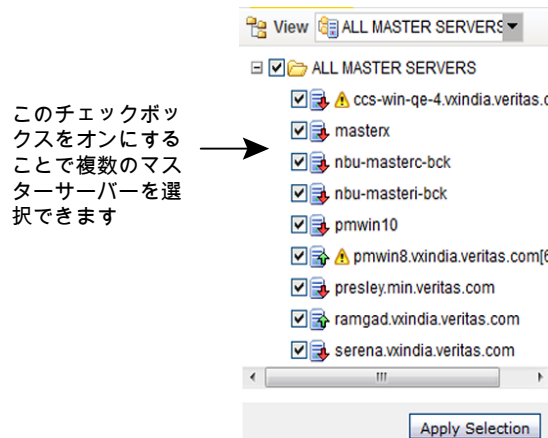 View ALL MASTER SERVERS
ALL MASTER SERVERS
ccs-win-qe-4.vxindia.veritas.c
masterx
nbu-masterc-bck
nbu-masteri-bck
pmwin10
pmwin8.vxindia.veritas.com[6
presley.min.veritas.com
ramgad.vxindia.veritas.com
serena.vxindia.veritas.com
Apply Selection
このチェックボッ
クスをオンにする
ことで複数のマス
ターサーバーを選
択できます